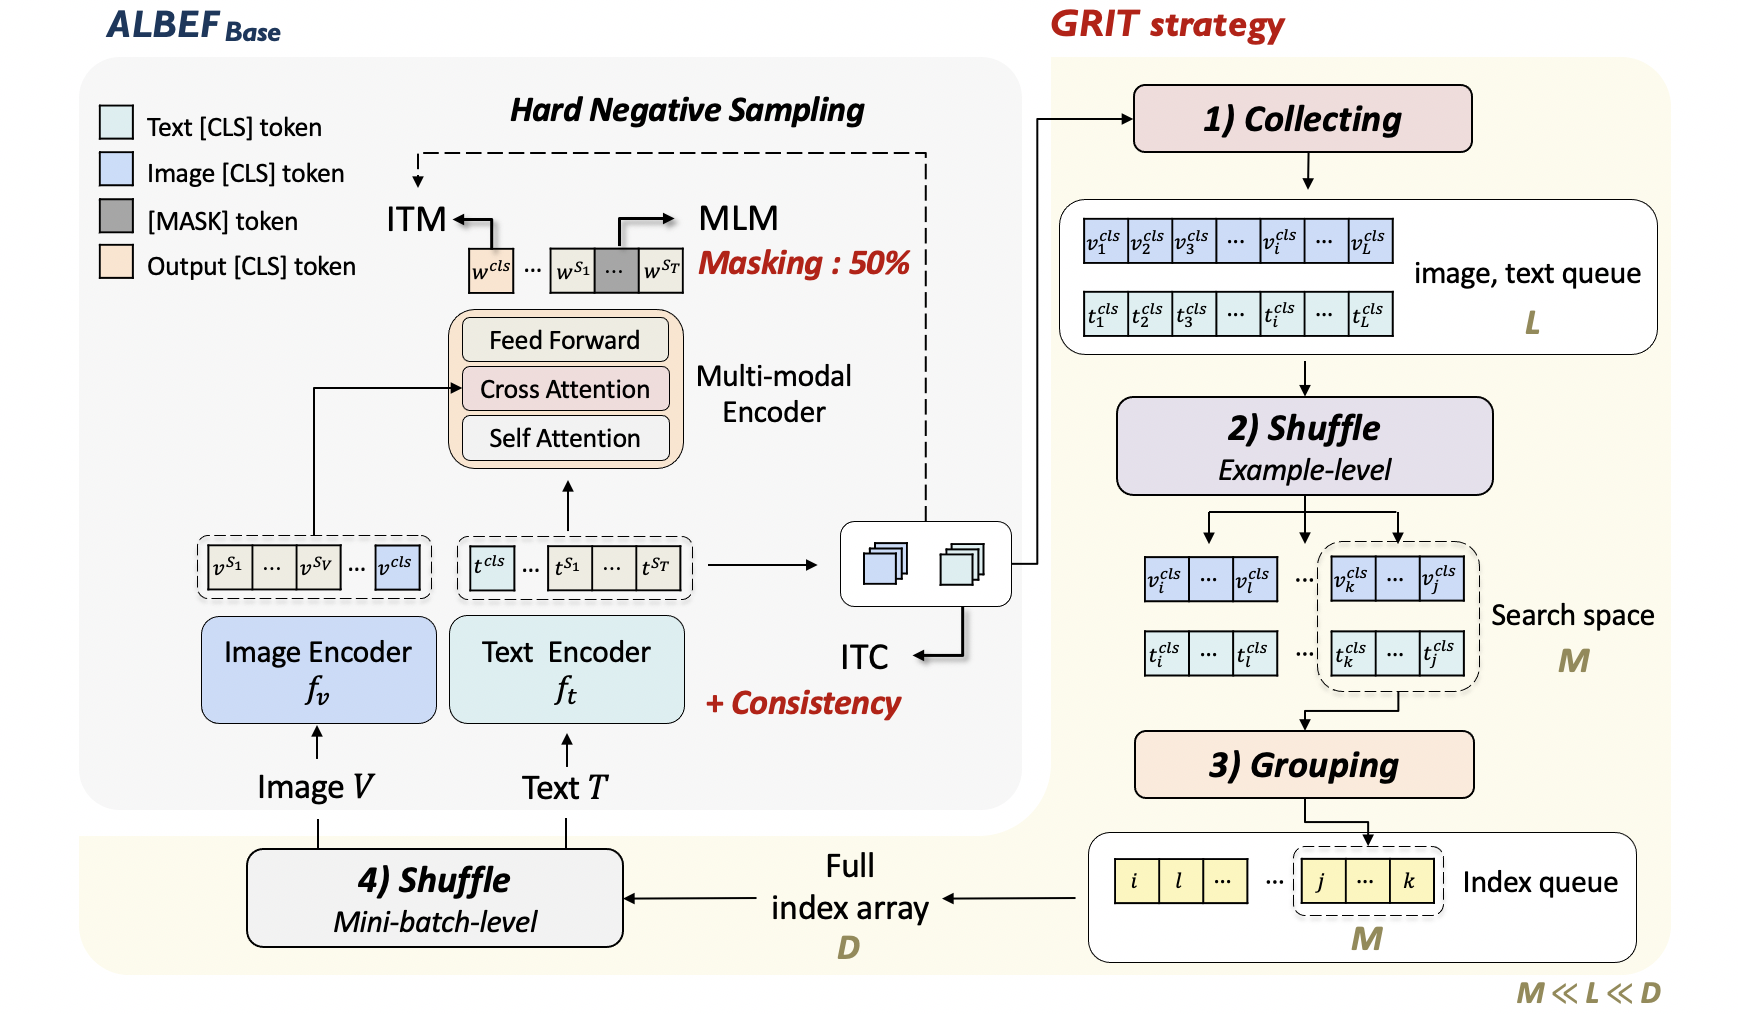 ALBEF Base
GRIT strategy
Text [CLS] token
Image [CLS] token
[MASK] token
Output [CLS] token
Hard Negative Sampling
ITM
MLM
Masking : 50%
w^{cls} ... w^{S_1} ... w^{S_T}
Feed Forward
Cross Attention
Self Attention
Multi-modal
Encoder
v^{S_1} ... v^{S_V} ... v^{cls}
t^{cls} ... t^{S_1} ... t^{S_T}
Image Encoder
f_v
Text Encoder
f_t
ITC
+ Consistency
Image V
Text T
1) Collecting
v_1^{cls} v_2^{cls} v_3^{cls} ... v_i^{cls} ... v_L^{cls}
t_1^{cls} t_2^{cls} t_3^{cls} ... t_i^{cls} ... t_L^{cls}
image, text queue
L
2) Shuffle
Example-level
v_i^{cls} ... v_l^{cls} ... v_k^{cls} ... v_j^{cls}
t_i^{cls} ... t_l^{cls} ... t_k^{cls} ... t_j^{cls}
Search space
M
3) Grouping
i l ... ... j ... k
Index queue
M
Full
index array
D
4) Shuffle
Mini-batch-level
M ≪ L ≪ D